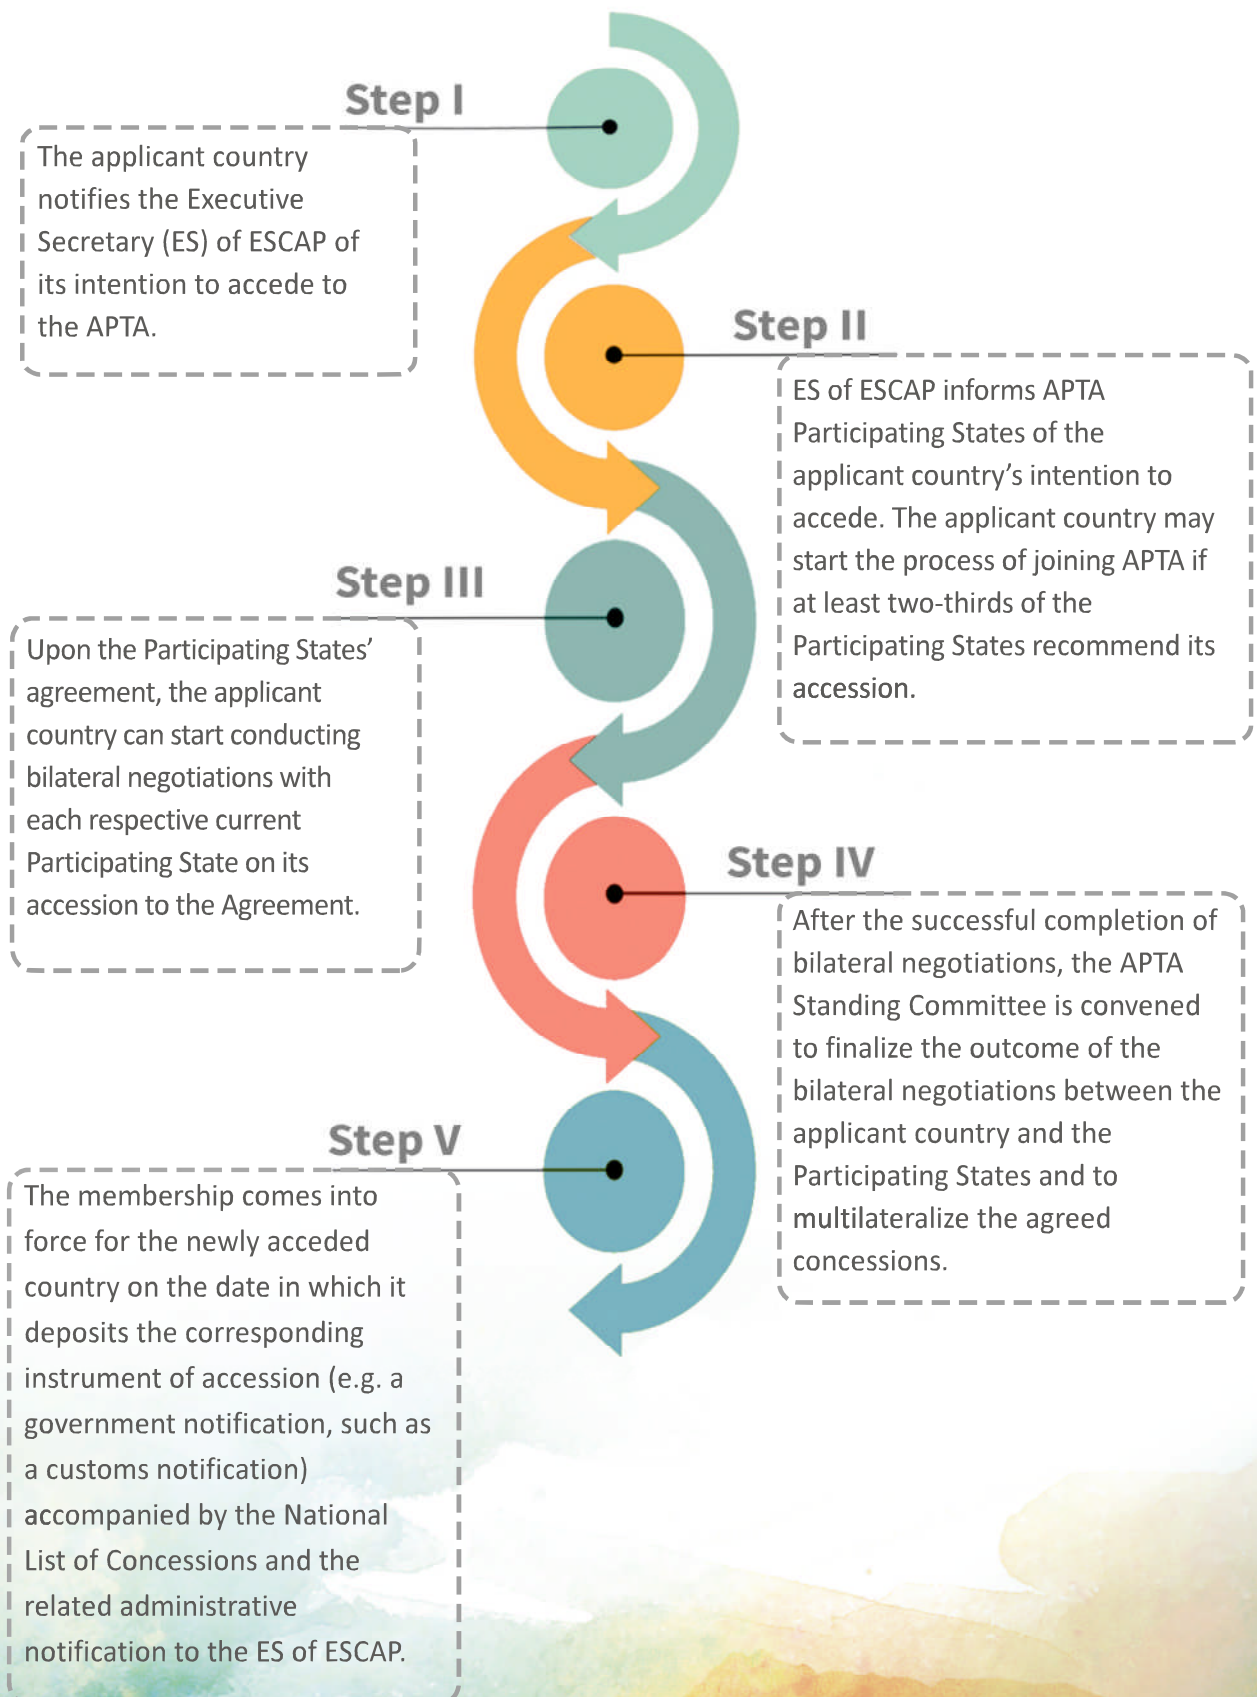 Step I
The applicant country
notifies the Executive
Secretary (ES) of ESCAP of
its intention to accede to
the APTA.
Step II
ES of ESCAP informs APTA
Participating States of the
applicant country’s intention to
accede. The applicant country may
start the process of joining APTA if
at least two-thirds of the
Participating States recommend its
accession.
Step III
Upon the Participating States’
agreement, the applicant
country can start conducting
bilateral negotiations with
each respective current
Participating State on its
accession to the Agreement.
Step IV
After the successful completion of
bilateral negotiations, the APTA
Standing Committee is convened
to finalize the outcome of the
bilateral negotiations between the
applicant country and the
Participating States and to
multilateralize the agreed
concessions.
Step V
The membership comes into
force for the newly acceded
country on the date in which it
deposits the corresponding
instrument of accession (e.g. a
government notification, such as
a customs notification)
accompanied by the National
List of Concessions and the
related administrative
notification to the ES of ESCAP.